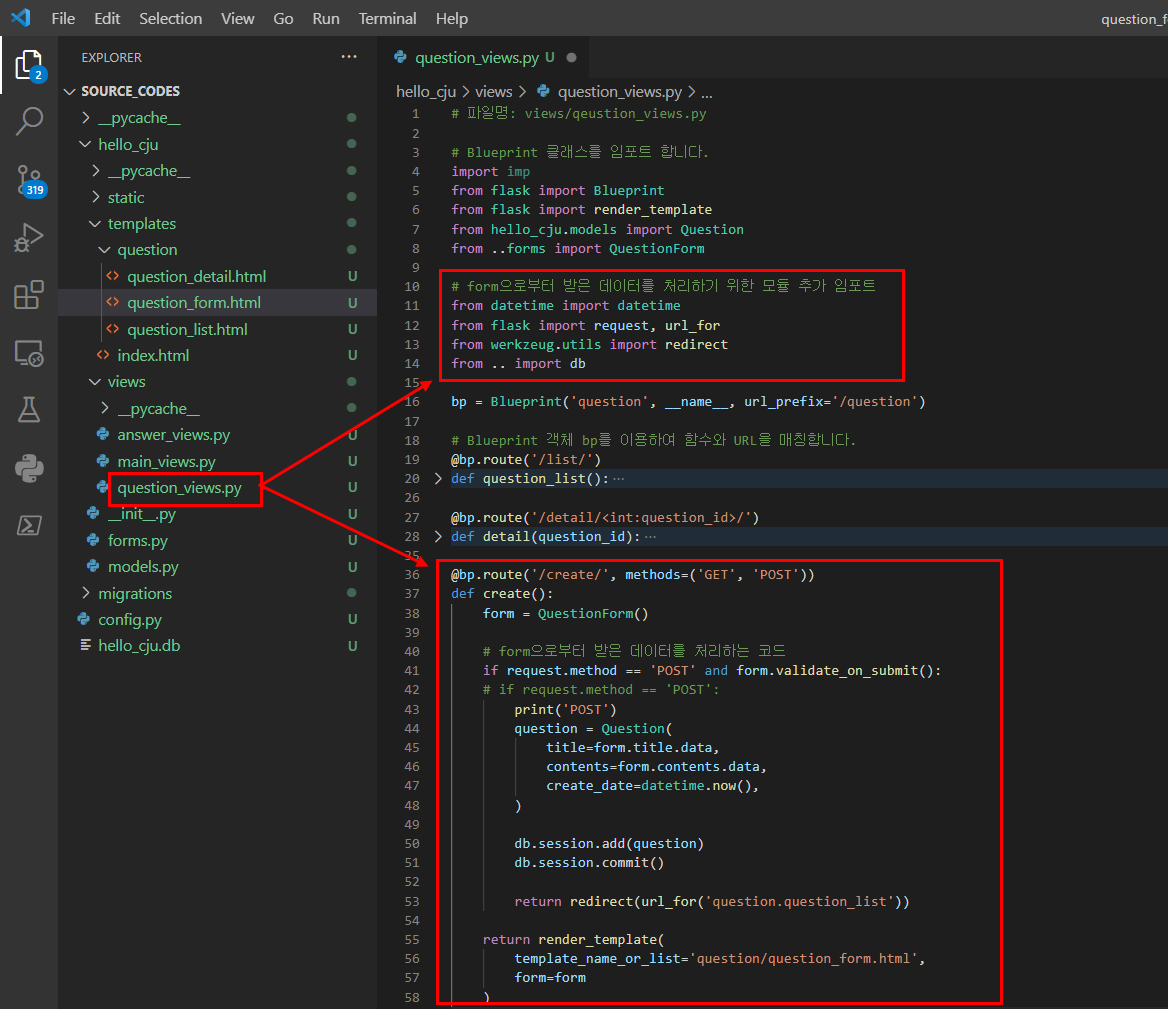 File Edit Selection View Go Run Terminal Help
question_f
EXPLORER ...
question_views.py U
2
SOURCE_CODES
hello_cju > views > question_views.py > ...
__pycache__
hello_cju
__pycache__
static
templates
question
question_detail.html U
question_form.html U
question_list.html U
index.html U
views
__pycache__
answer_views.py U
main_views.py U
question_views.py U
__init__.py U
forms.py U
models.py U
migrations
config.py U
hello_cju.db U
319
1 # 파일명: views/qeustion_views.py
2
3 # Blueprint 클래스를 임포트 합니다.
4 import imp
5 from flask import Blueprint
6 from flask import render_template
7 from hello_cju.models import Question
8 from ..forms import QuestionForm
9
10 # form으로부터 받은 데이터를 처리하기 위한 모듈 추가 임포트
11 from datetime import datetime
12 from flask import request, url_for
13 from werkzeug.utils import redirect
14 from .. import db
15
16 bp = Blueprint('question', __name__, url_prefix='/question')
17
18 # Blueprint 객체 bp를 이용하여 함수와 URL을 매칭합니다.
19 @bp.route('/list/')
20 def question_list(): ...
26
27 @bp.route('/detail/<int:question_id>/')
28 def detail(question_id): ...
35
36 @bp.route('/create/', methods=('GET', 'POST'))
37 def create():
38 form = QuestionForm()
39
40 # form으로부터 받은 데이터를 처리하는 코드
41 if request.method == 'POST' and form.validate_on_submit():
42 # if request.method == 'POST':
43 print('POST')
44 question = Question(
45 title=form.title.data,
46 contents=form.contents.data,
47 create_date=datetime.now(),
48 )
49
50 db.session.add(question)
51 db.session.commit()
52
53 return redirect(url_for('question.question_list'))
54
55 return render_template(
56 template_name_or_list='question/question_form.html',
57 form=form
58 )